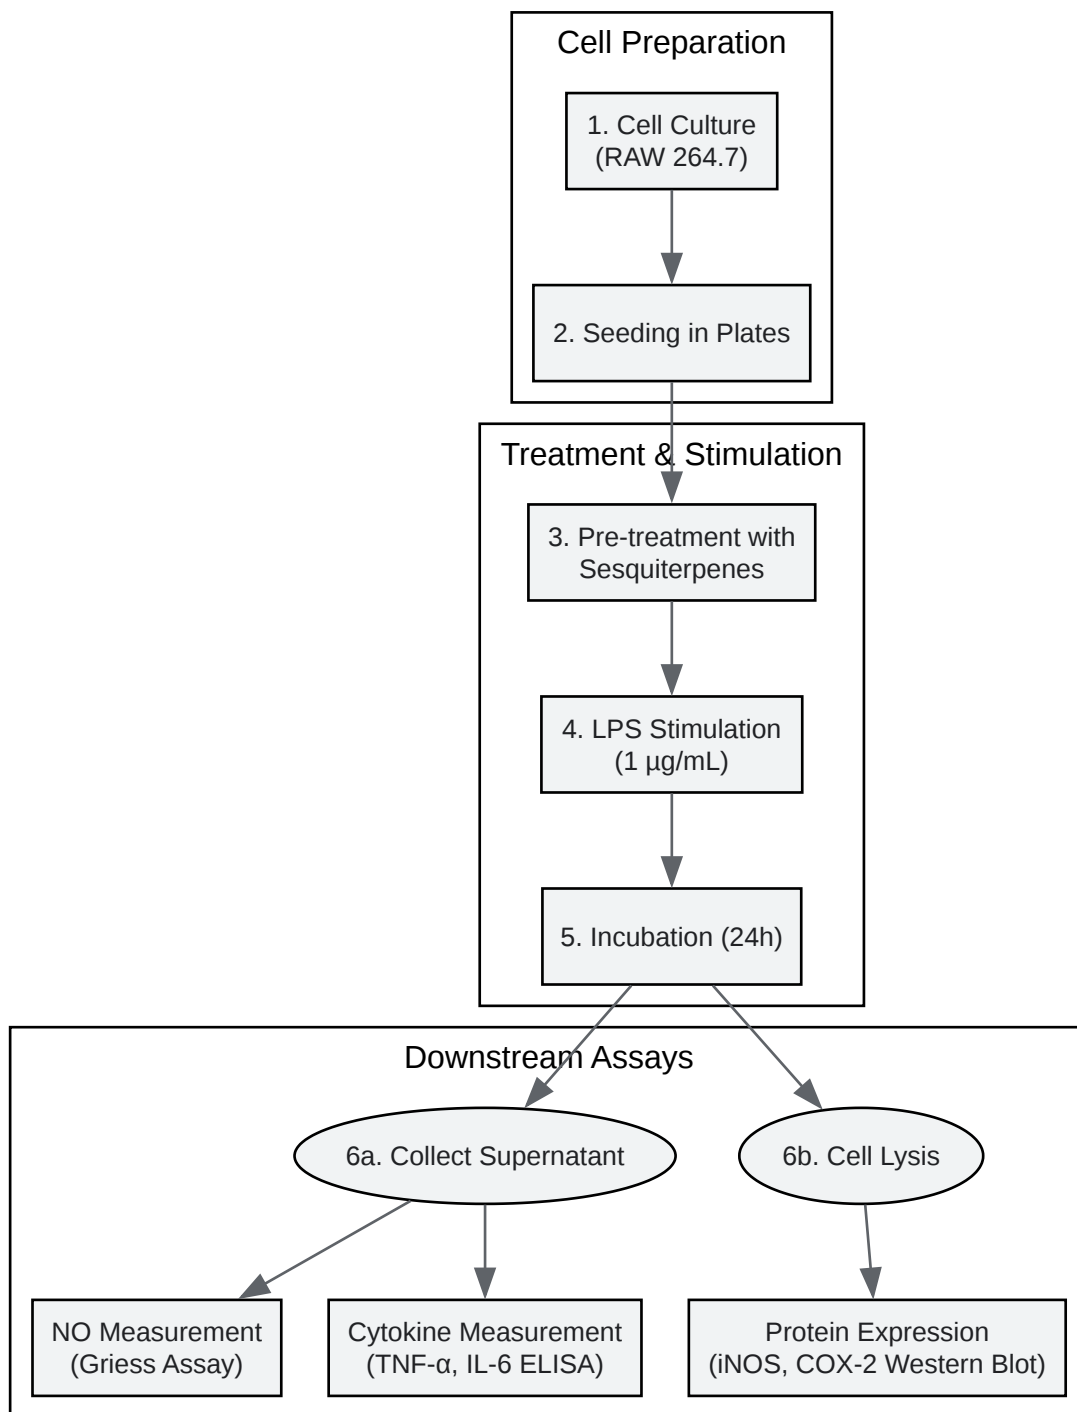 Cell Preparation
1. Cell Culture
(RAW 264.7)
2. Seeding in Plates
Treatment & Stimulation
3. Pre-treatment with
Sesquiterpenes
4. LPS Stimulation
(1 µg/mL)
5. Incubation (24h)
Downstream Assays
6a. Collect Supernatant
6b. Cell Lysis
NO Measurement
(Griess Assay)
Cytokine Measurement
(TNF-α, IL-6 ELISA)
Protein Expression
(iNOS, COX-2 Western Blot)